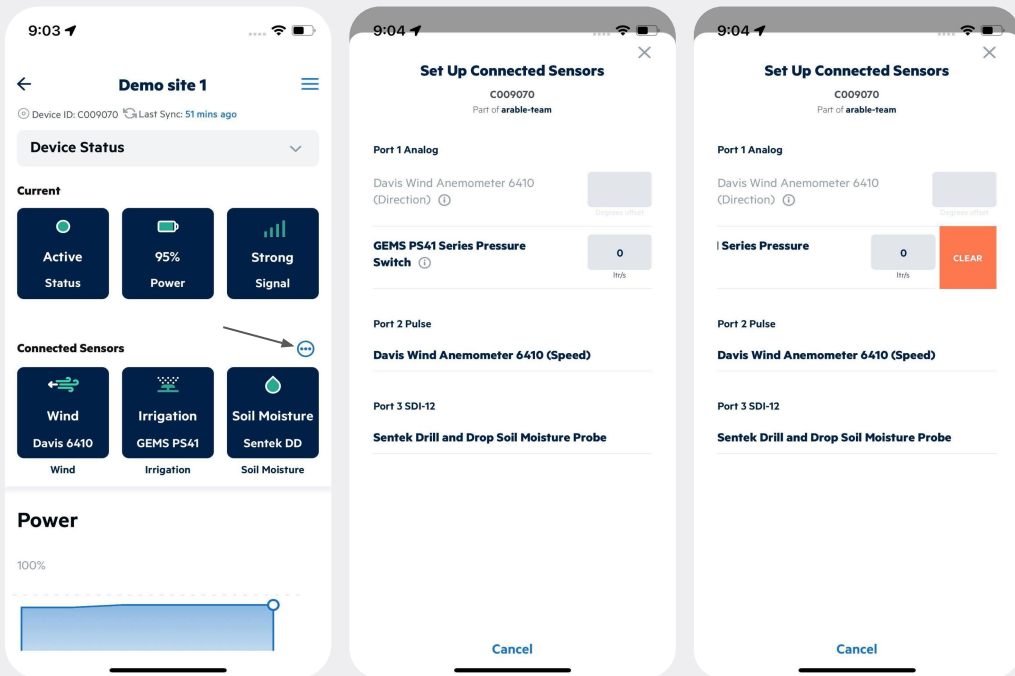 9:03
Demo site 1
Device ID: C009070 Last Sync: 51 mins ago
Device Status
Current
Active
Status
95%
Power
Strong
Signal
Connected Sensors
Wind
Davis 6410
Wind
Irrigation
GEMS PS41
Irrigation
Soil Moisture
Sentek DD
Soil Moisture
Power
100%
9:04
Set Up Connected Sensors
C009070
Part of arable-team
Port 1 Analog
Davis Wind Anemometer 6410
(Direction)
Degrees offset
GEMS PS41 Series Pressure
Switch
0
ltr/s
Port 2 Pulse
Davis Wind Anemometer 6410 (Speed)
Port 3 SDI-12
Sentek Drill and Drop Soil Moisture Probe
Cancel
9:04
Set Up Connected Sensors
C009070
Part of arable-team
Port 1 Analog
Davis Wind Anemometer 6410
(Direction)
Degrees offset
Series Pressure
0
ltr/s
CLEAR
Port 2 Pulse
Davis Wind Anemometer 6410 (Speed)
Port 3 SDI-12
Sentek Drill and Drop Soil Moisture Probe
Cancel